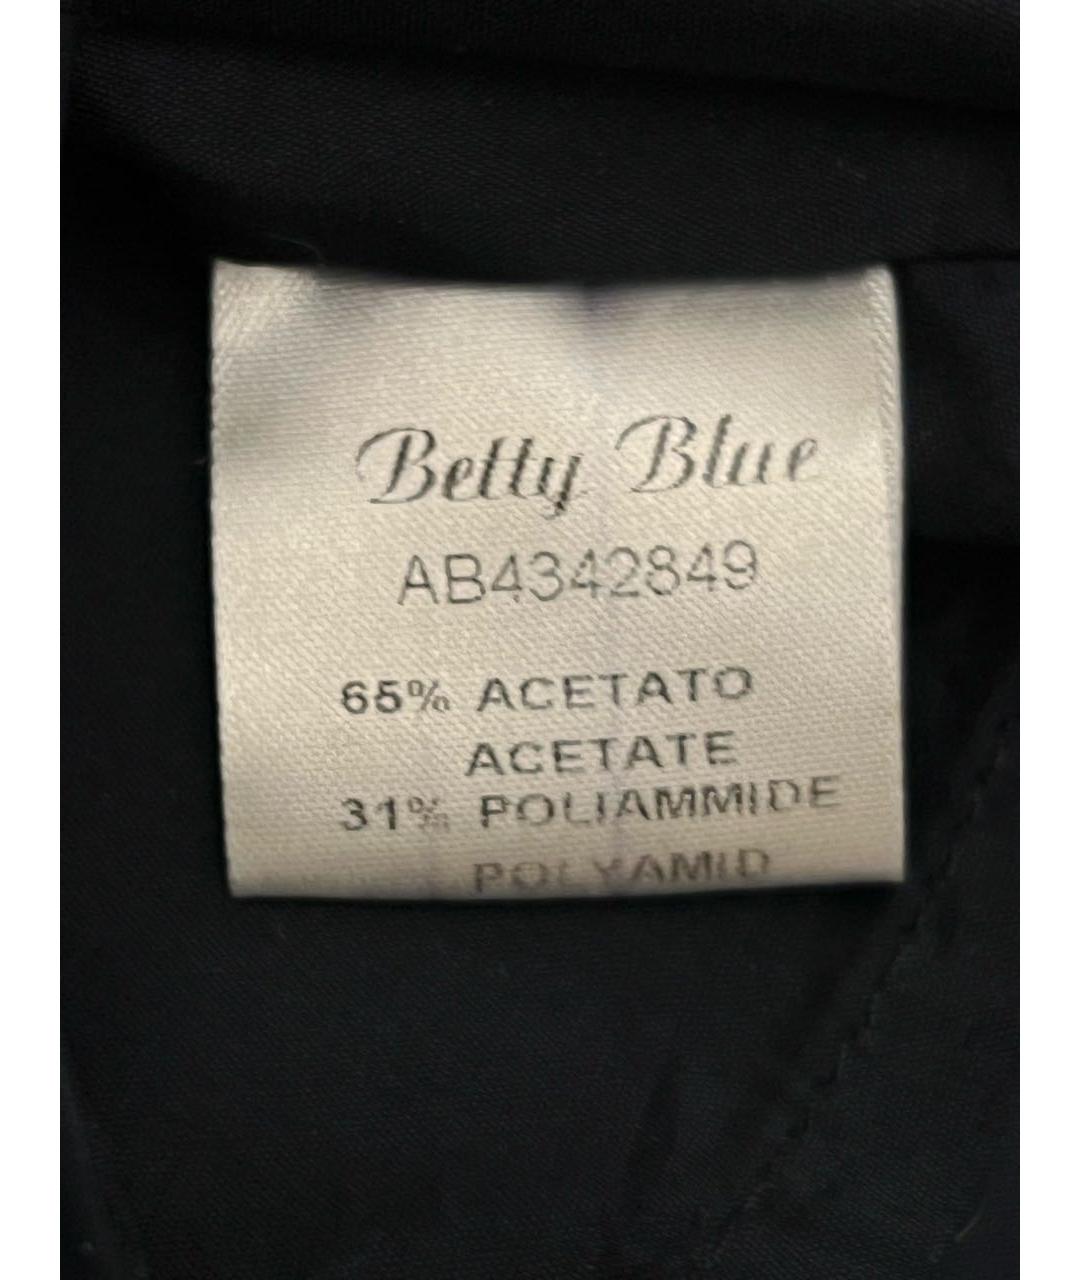 Betty Blue
AB4342849
65% ACETATO
ACETATE
31% POLIAMMIDE
POLYAMID